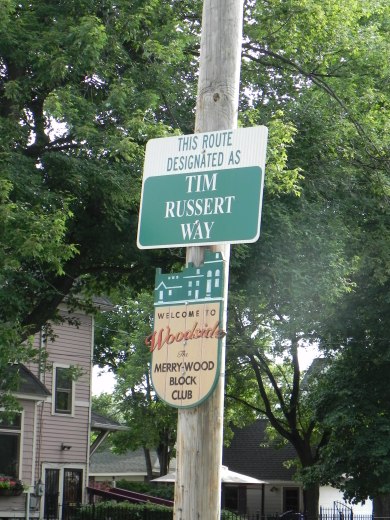 THIS ROUTE
DESIGNATED AS
TIM
RUSSERT
WAY
WELCOME TO
Woodside
The
MERRY-WOOD
BLOCK
CLUB